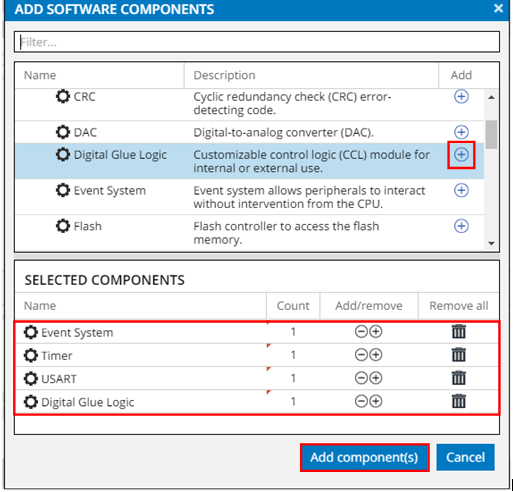 ADD SOFTWARE COMPONENTS
Filter...
Name Description Add
CRC Cyclic redundancy check (CRC) error-
detecting code.
DAC Digital-to-analog converter (DAC).
Digital Glue Logic Customizable control logic (CCL) module for
internal or external use.
Event System Event system allows peripherals to interact
without intervention from the CPU.
Flash Flash controller to access the flash
memory.
SELECTED COMPONENTS
Name Count Add/remove Remove all
Event System 1
Timer 1
USART 1
Digital Glue Logic 1
Add component(s) Cancel